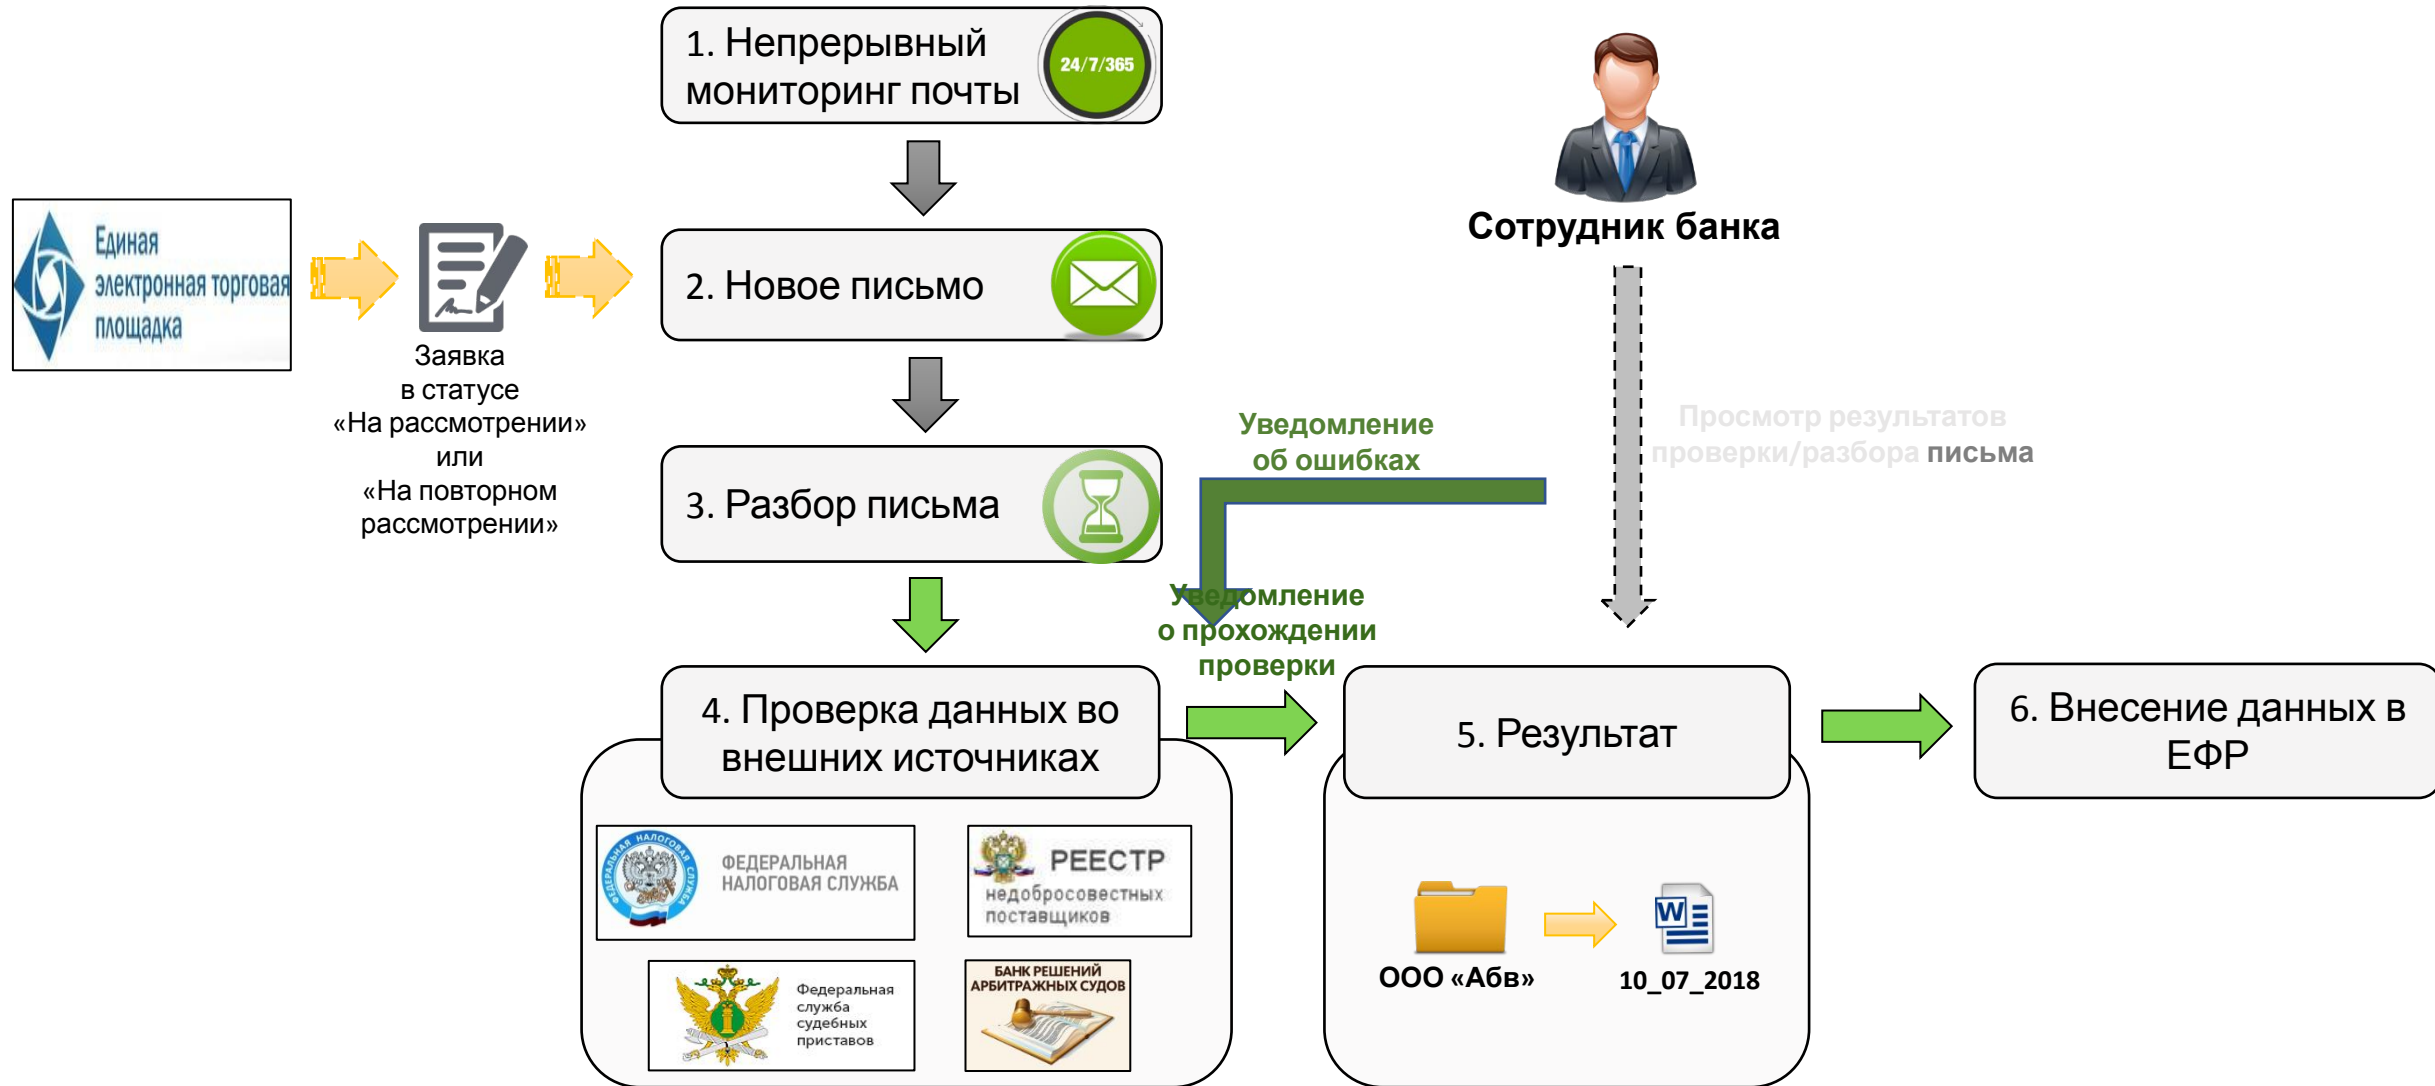 1. Непрерывный
мониторинг почты
24/7/365
Единая
электронная торговая
площадка
Заявка
в статусе
«На рассмотрении»
или
«На повторном
рассмотрении»
2. Новое письмо
Сотрудник банка
3. Разбор письма
Уведомление
об ошибках
Просмотр результатов
проверки/разбора письма
Уведомление
о прохождении
проверки
4. Проверка данных во
внешних источниках
ФЕДЕРАЛЬНАЯ НАЛОГОВАЯ СЛУЖБА
ФЕДЕРАЛЬНАЯ
НАЛОГОВАЯ СЛУЖБА
РЕЕСТР
недобросовестных
поставщиков
Федеральная
служба
судебных
приставов
БАНК РЕШЕНИЙ
АРБИТРАЖНЫХ СУДОВ
5. Результат
W
ООО «Абв»
10_07_2018
6. Внесение данных в
ЕФР